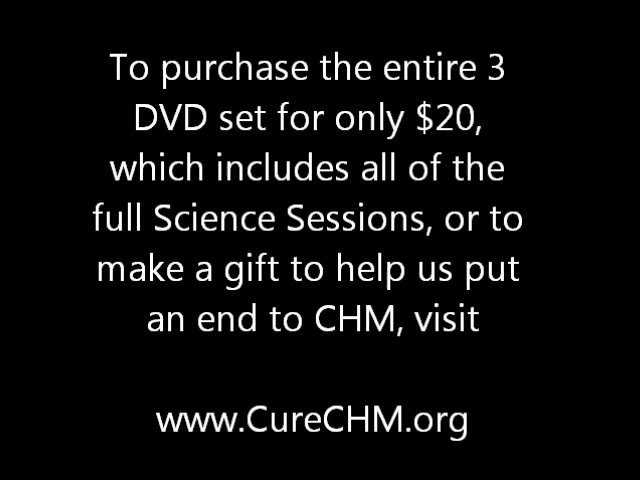 To purchase the entire 3
DVD set for only $20,
which includes all of the
full Science Sessions, or to
make a gift to help us put
an end to CHM, visit
www.CureCHM.org